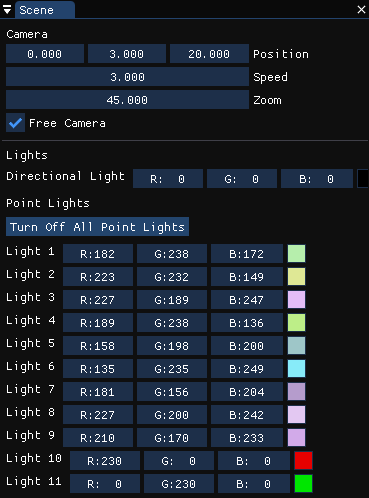 Scene
Camera
0.000 3.000 20.000 Position
3.000 Speed
45.000 Zoom
Free Camera
Lights
Directional Light R: 0 G: 0 B: 0
Point Lights
Turn Off All Point Lights
Light 1 R:182 G:238 B:172
Light 2 R:223 G:232 B:149
Light 3 R:227 G:189 B:247
Light 4 R:189 G:238 B:136
Light 5 R:158 G:198 B:200
Light 6 R:135 G:235 B:249
Light 7 R:181 G:156 B:204
Light 8 R:227 G:200 B:242
Light 9 R:210 G:170 B:233
Light 10 R:230 G: 0 B: 0
Light 11 R: 0 G:230 B: 0